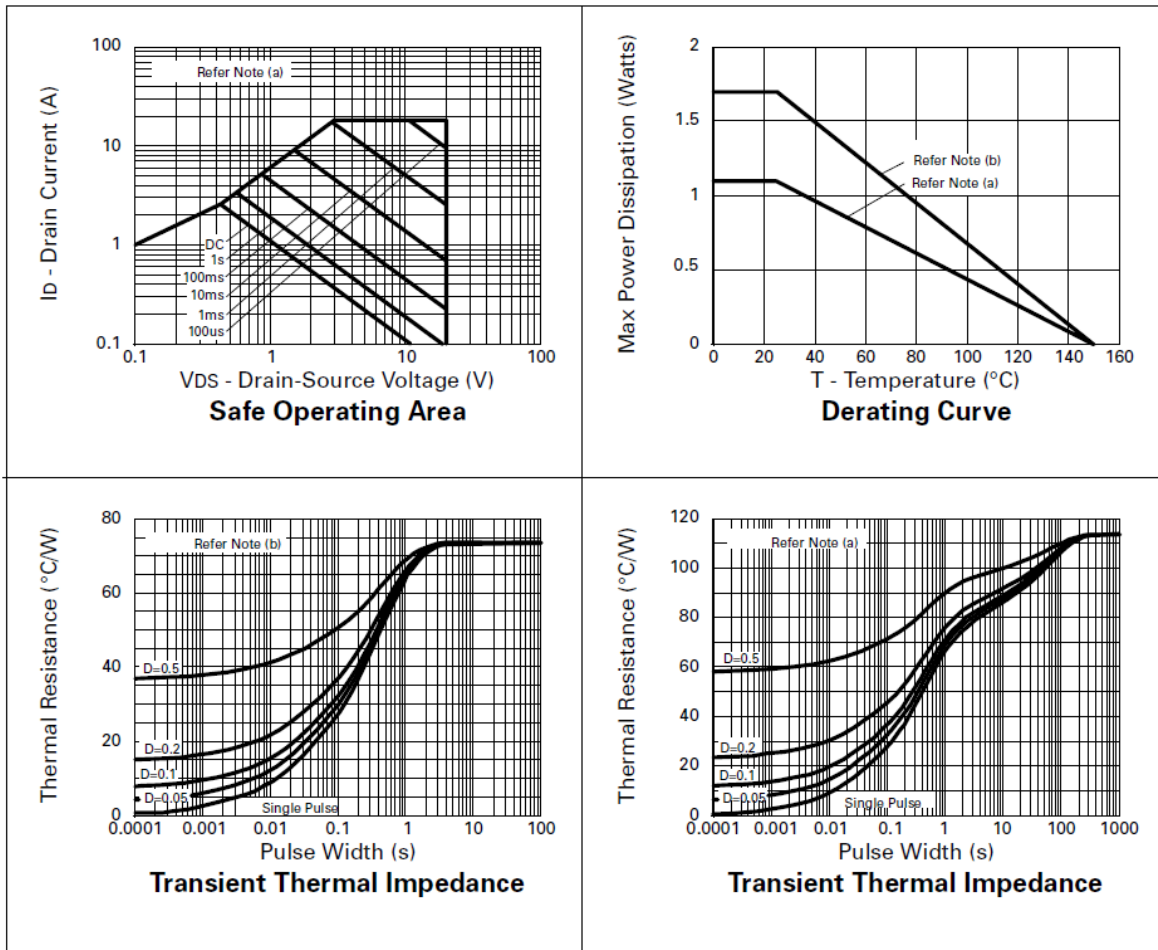 100
10
1
0.1
ID - Drain Current (A)
Refer Note (a)
DC
1s
100ms
10ms
1ms
100us
0.1
1
10
100
VDS - Drain-Source Voltage (V)
Safe Operating Area
2
1.5
1
0.5
0
Max Power Dissipation (Watts)
Refer Note (b)
Refer Note (a)
0 20 40 60 80 100 120 140 160
T - Temperature (°C)
Derating Curve
80
60
40
20
0
Thermal Resistance (°C/W)
Refer Note (b)
D=0.5
D=0.2
D=0.1
D=0.05
Single Pulse
0.0001 0.001 0.01 0.1 1 10 100
Pulse Width (s)
Transient Thermal Impedance
120
100
80
60
40
20
0
Thermal Resistance (°C/W)
Refer Note (a)
D=0.5
D=0.2
D=0.1
D=0.05
Single Pulse
0.0001 0.001 0.01 0.1 1 10 100 1000
Pulse Width (s)
Transient Thermal Impedance